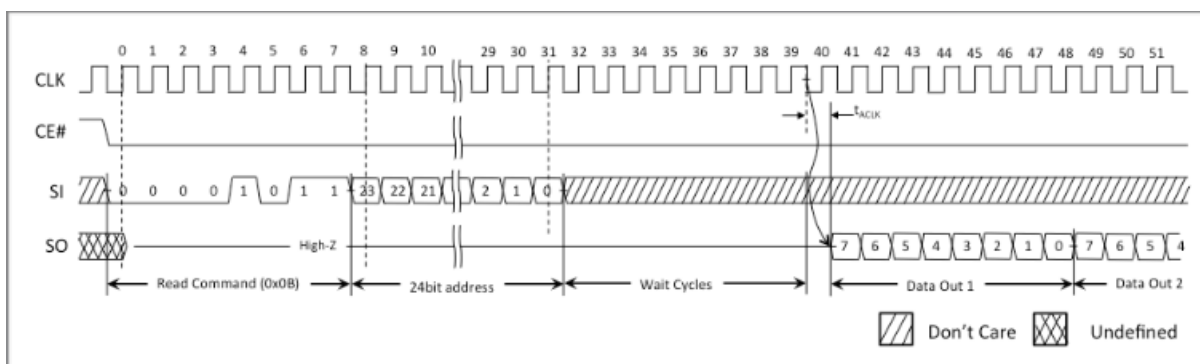 0 1 2 3 4 5 6 7 8 9 10 29 30 31 32 33 34 35 36 37 38 39 40 41 42 43 44 45 46 47 48 49 50 51
CLK
tACLK
CE#
SI 0 0 0 0 1 0 1 1 23 22 21 2 1 0
SO High-Z 7 6 5 4 3 2 1 0 7 6 5 4
Read Command (0x0B) 24bit address Wait Cycles Data Out 1 Data Out 2
Don't Care Undefined